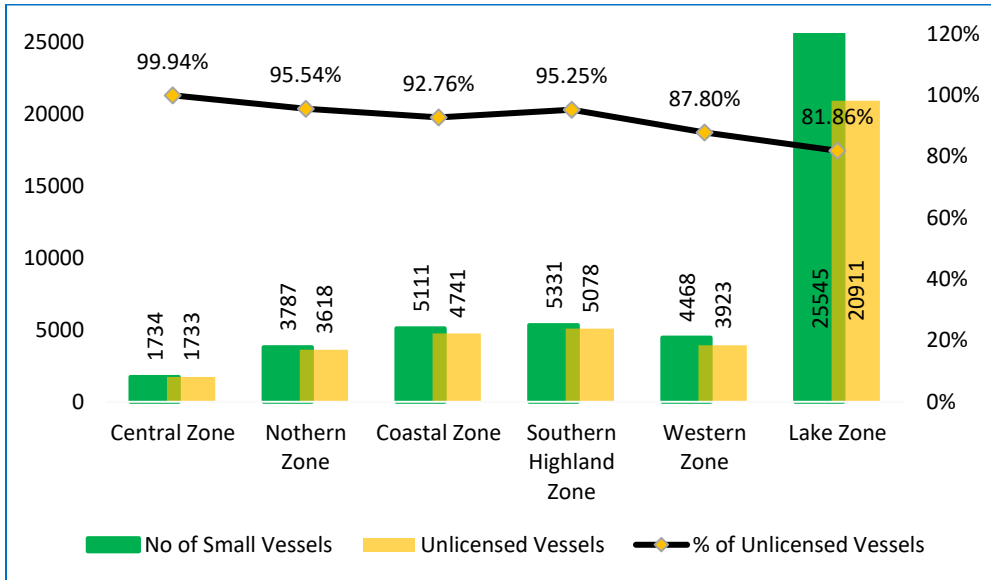 25000
20000
15000
10000
5000
0
120%
100%
80%
60%
40%
20%
0%
99.94%
95.54%
92.76%
95.25%
87.80%
81.86%
1734
1733
3787
3618
5111
4741
5331
5078
4468
3923
25545
20911
Central Zone
Nothern
Zone
Coastal Zone
Southern
Highland
Zone
Western
Zone
Lake Zone
No of Small Vessels
Unlicensed Vessels
% of Unlicensed Vessels